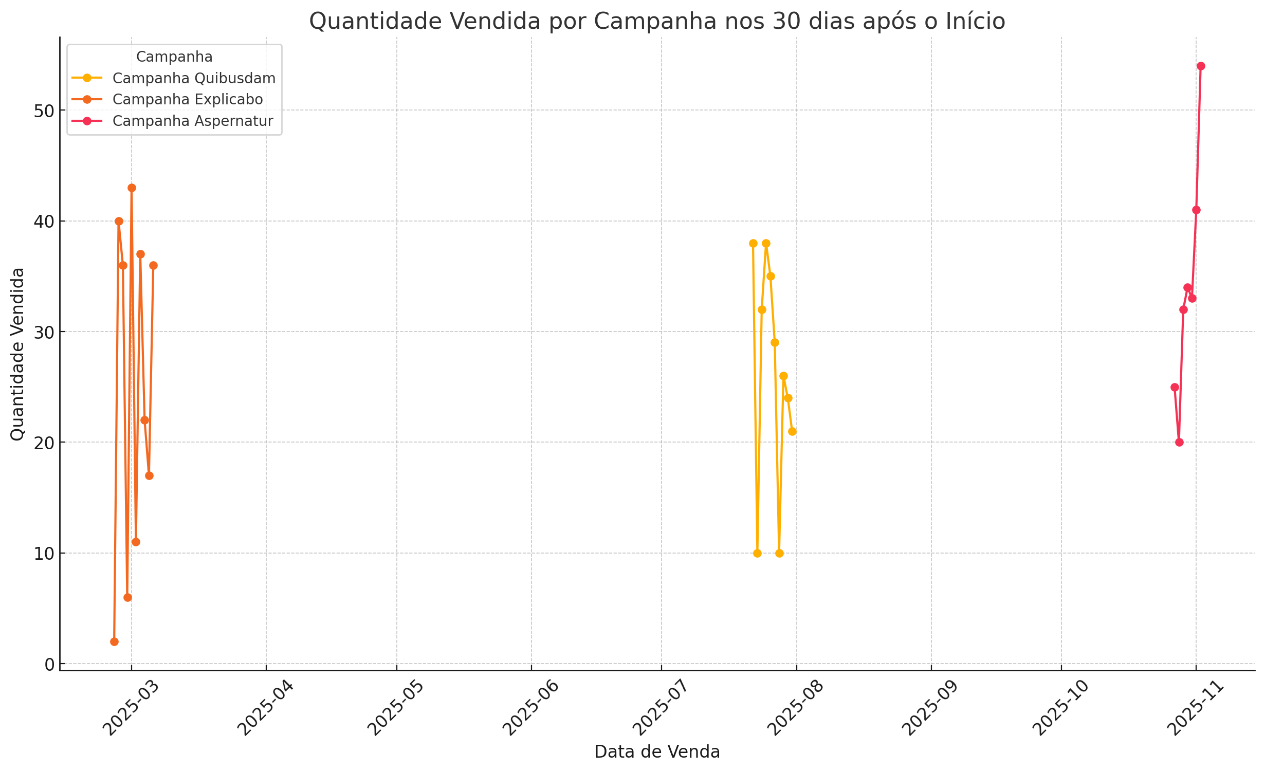 Quantidade Vendida por Campanha nos 30 dias após o Início
Campanha
Campanha Quibusdam
Campanha Explicabo
Campanha Aspernatur
Quantidade Vendida
50
40
30
20
10
0
2025-03
2025-04
2025-05
2025-06
2025-07
2025-08
2025-09
2025-10
2025-11
Data de Venda